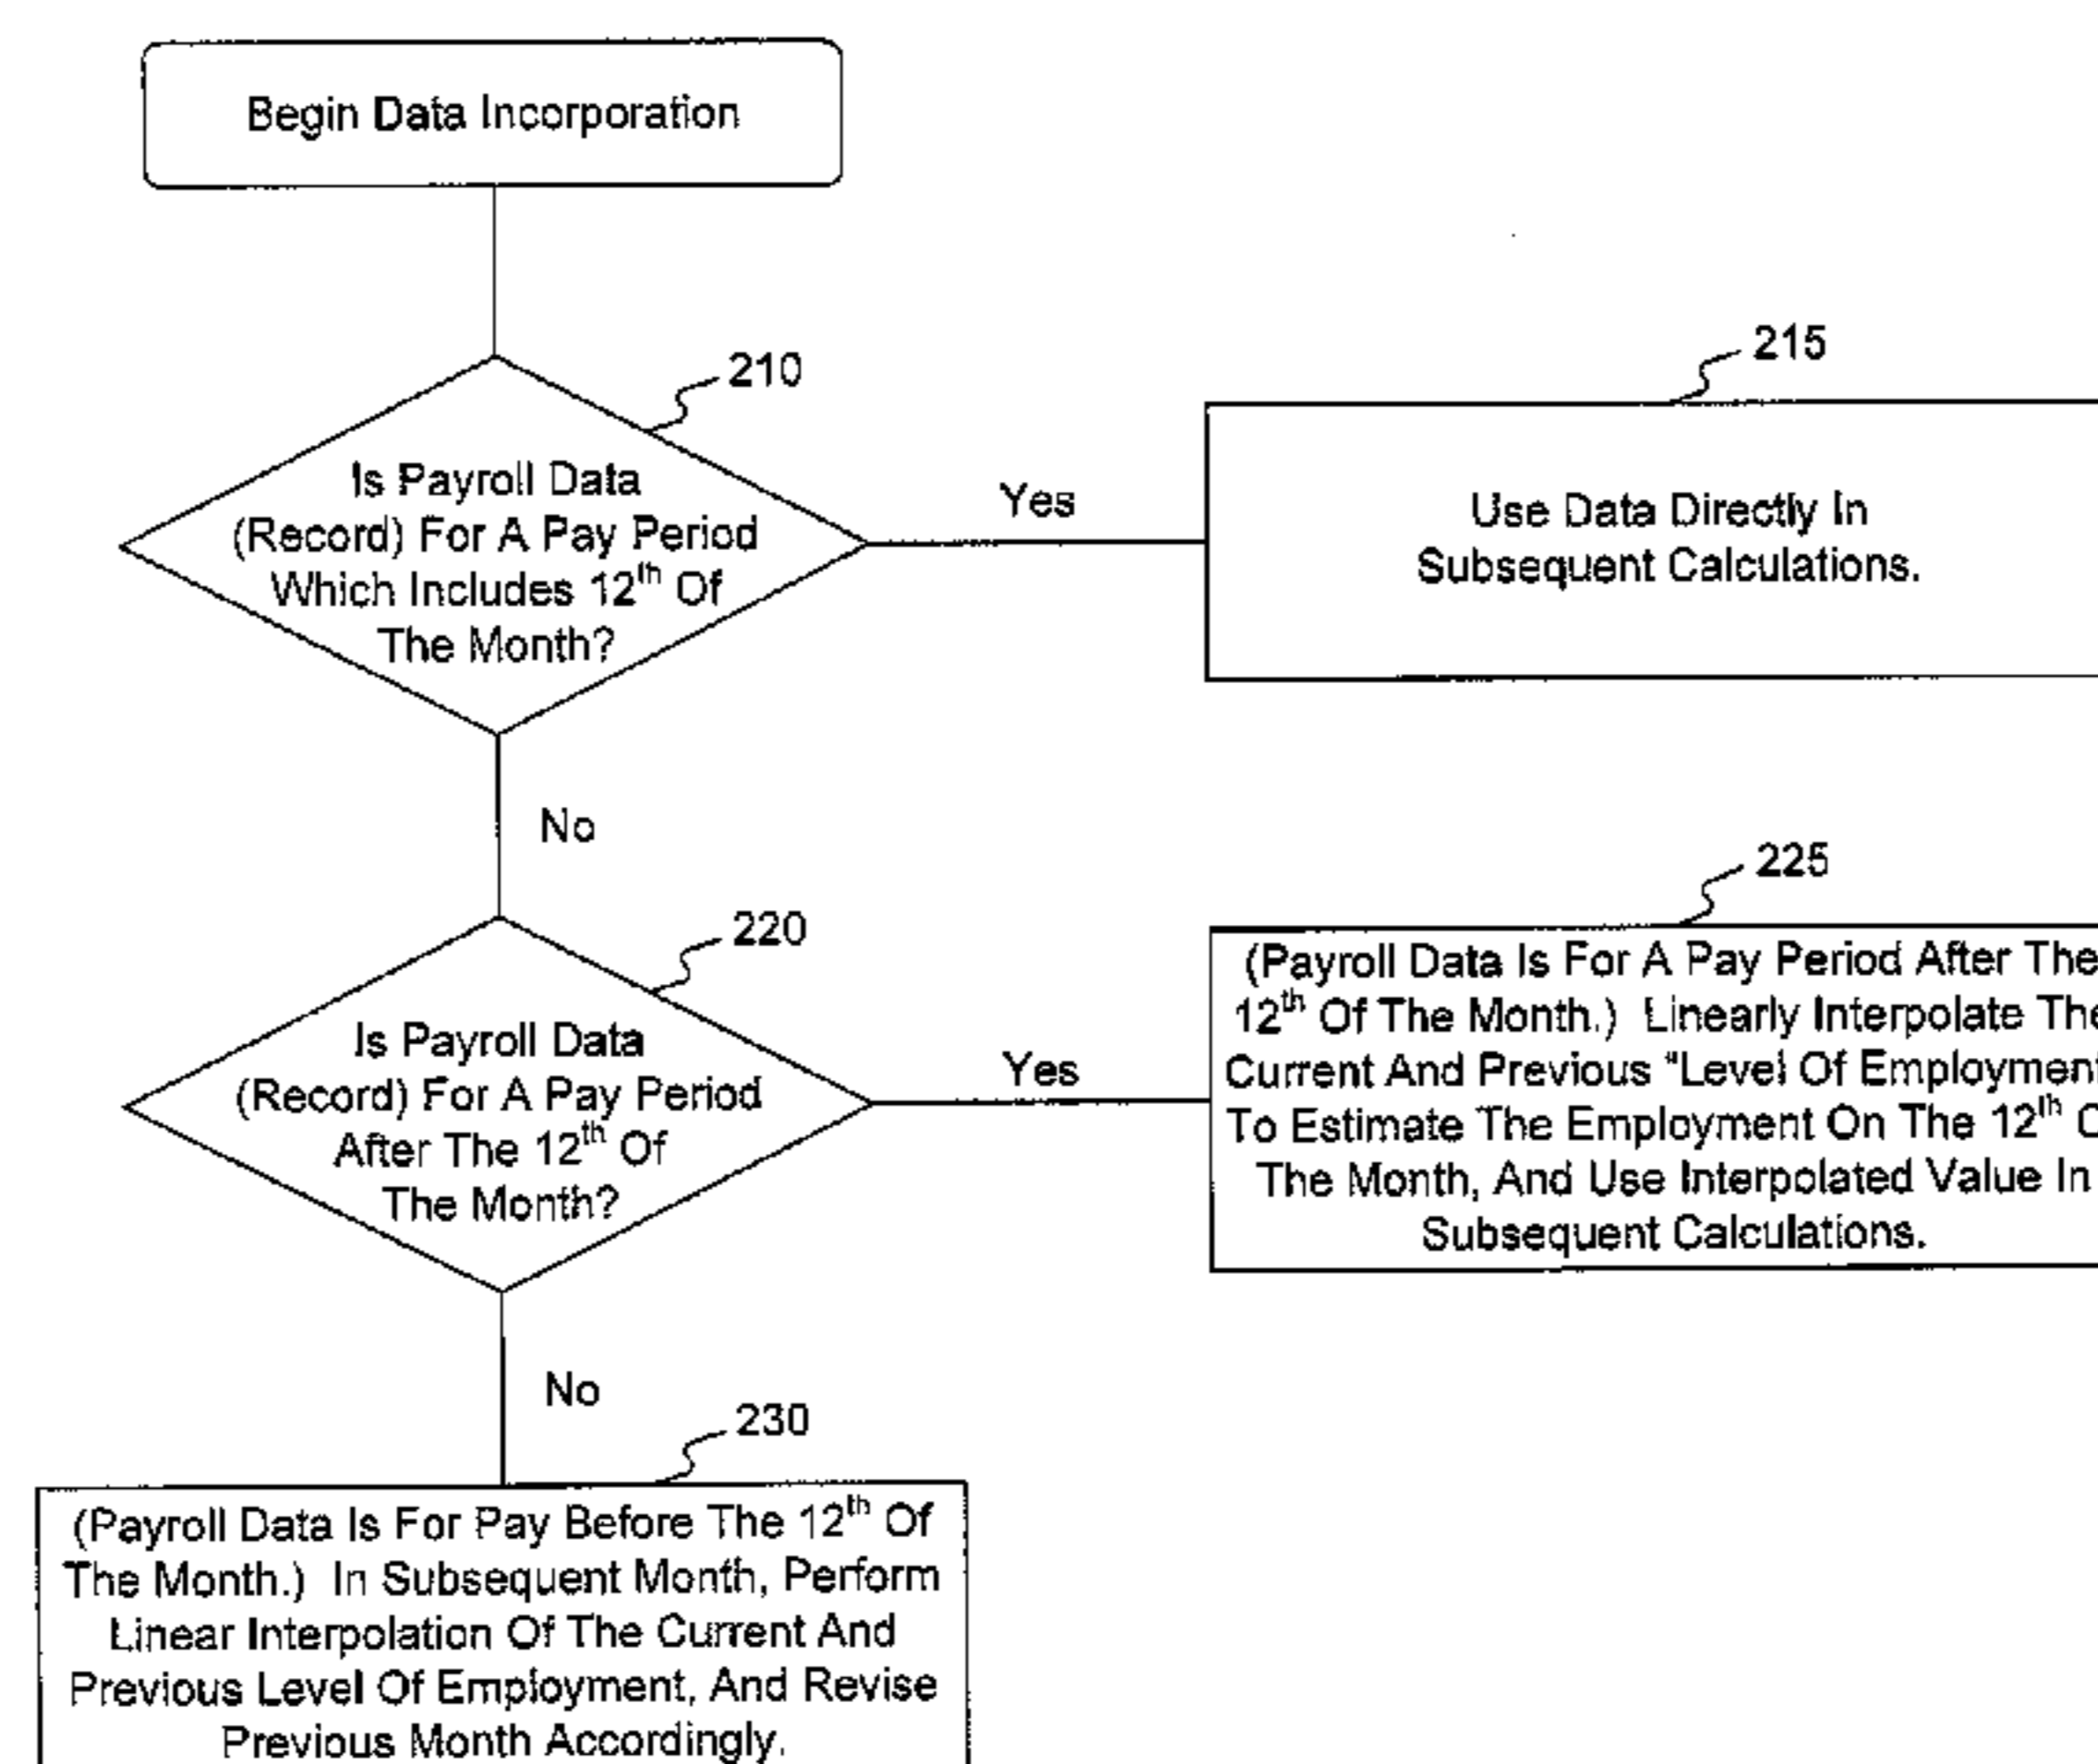 Begin Data Incorporation
210
Is Payroll Data
(Record) For A Pay Period
Which Includes 12th Of
The Month?
Yes
215
Use Data Directly In
Subsequent Calculations.
No
220
Is Payroll Data
(Record) For A Pay Period
After The 12th Of
The Month?
Yes
225
(Payroll Data Is For A Pay Period After The
12th Of The Month.) Linearly Interpolate The
Current And Previous "Level Of Employment
To Estimate The Employment On The 12th
The Month, And Use Interpolated Value In
Subsequent Calculations.
No
230
(Payroll Data Is For Pay Before The 12th Of
The Month.) In Subsequent Month, Perform
Linear Interpolation Of The Current And
Previous Level Of Employment, And Revise
Previous Month Accordingly.